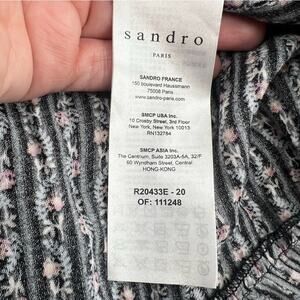 sandro
PARIS
SANDRO FRANCE
150 boulevard Haussmann
75008 Paris
www.sandro-paris.com
SMCP USA Inc.
10 Crosby Street, 3rd Floor
New York, New York 10013
RN132784
SMCP ASIA Inc.
The Centrium, Suite 3203A-5A, 32/F
60 Wyndham Street, Central
HONG-KONG
R20433E - 20
OF: 111248